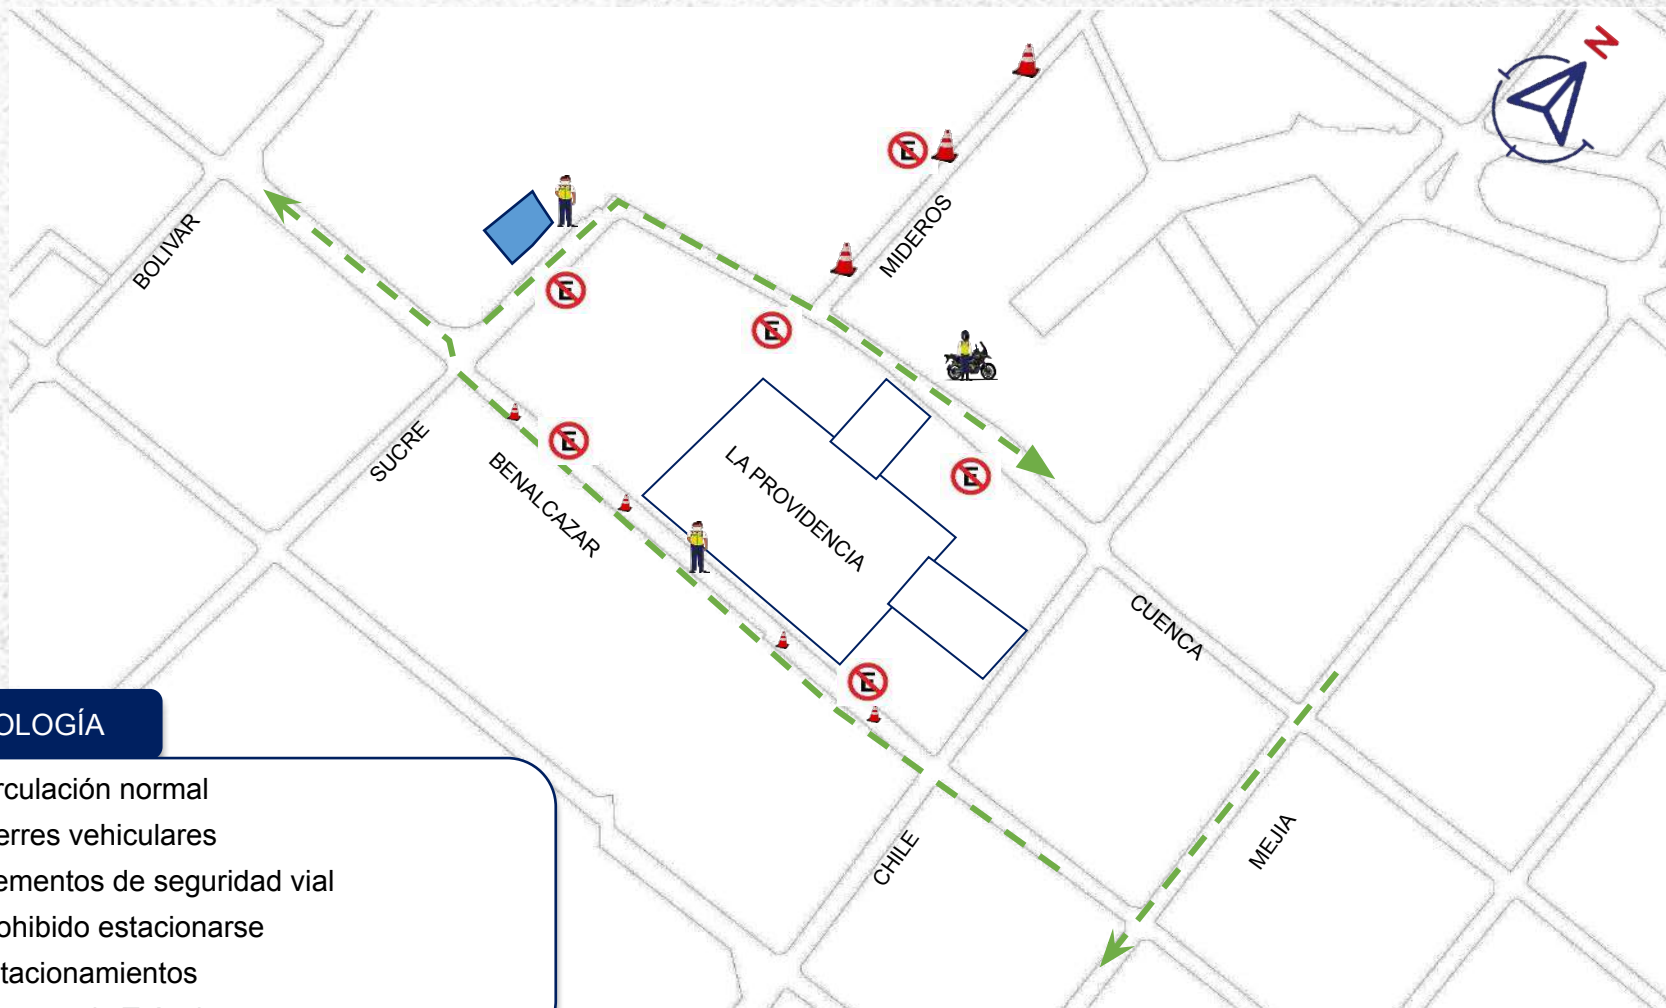 N
E
MIDEROS
BOLIVAR
E
E
SUCRE
E
BENALCAZAR
LA PROVIDENCIA
E
CUENCA
E
CHILE
MEJIA
OLOGÍA
rculación normal
erres vehiculares
ementos de seguridad vial
ohibido estacionarse
tacionamientos